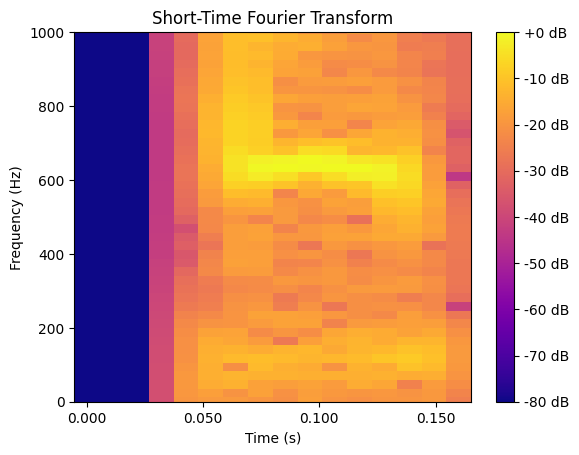 Short-Time Fourier Transform
Frequency (Hz)
1000
800
600
400
200
0
0.000
0.050
0.100
0.150
Time (s)
+0 dB
-10 dB
-20 dB
-30 dB
-40 dB
-50 dB
-60 dB
-70 dB
-80 dB